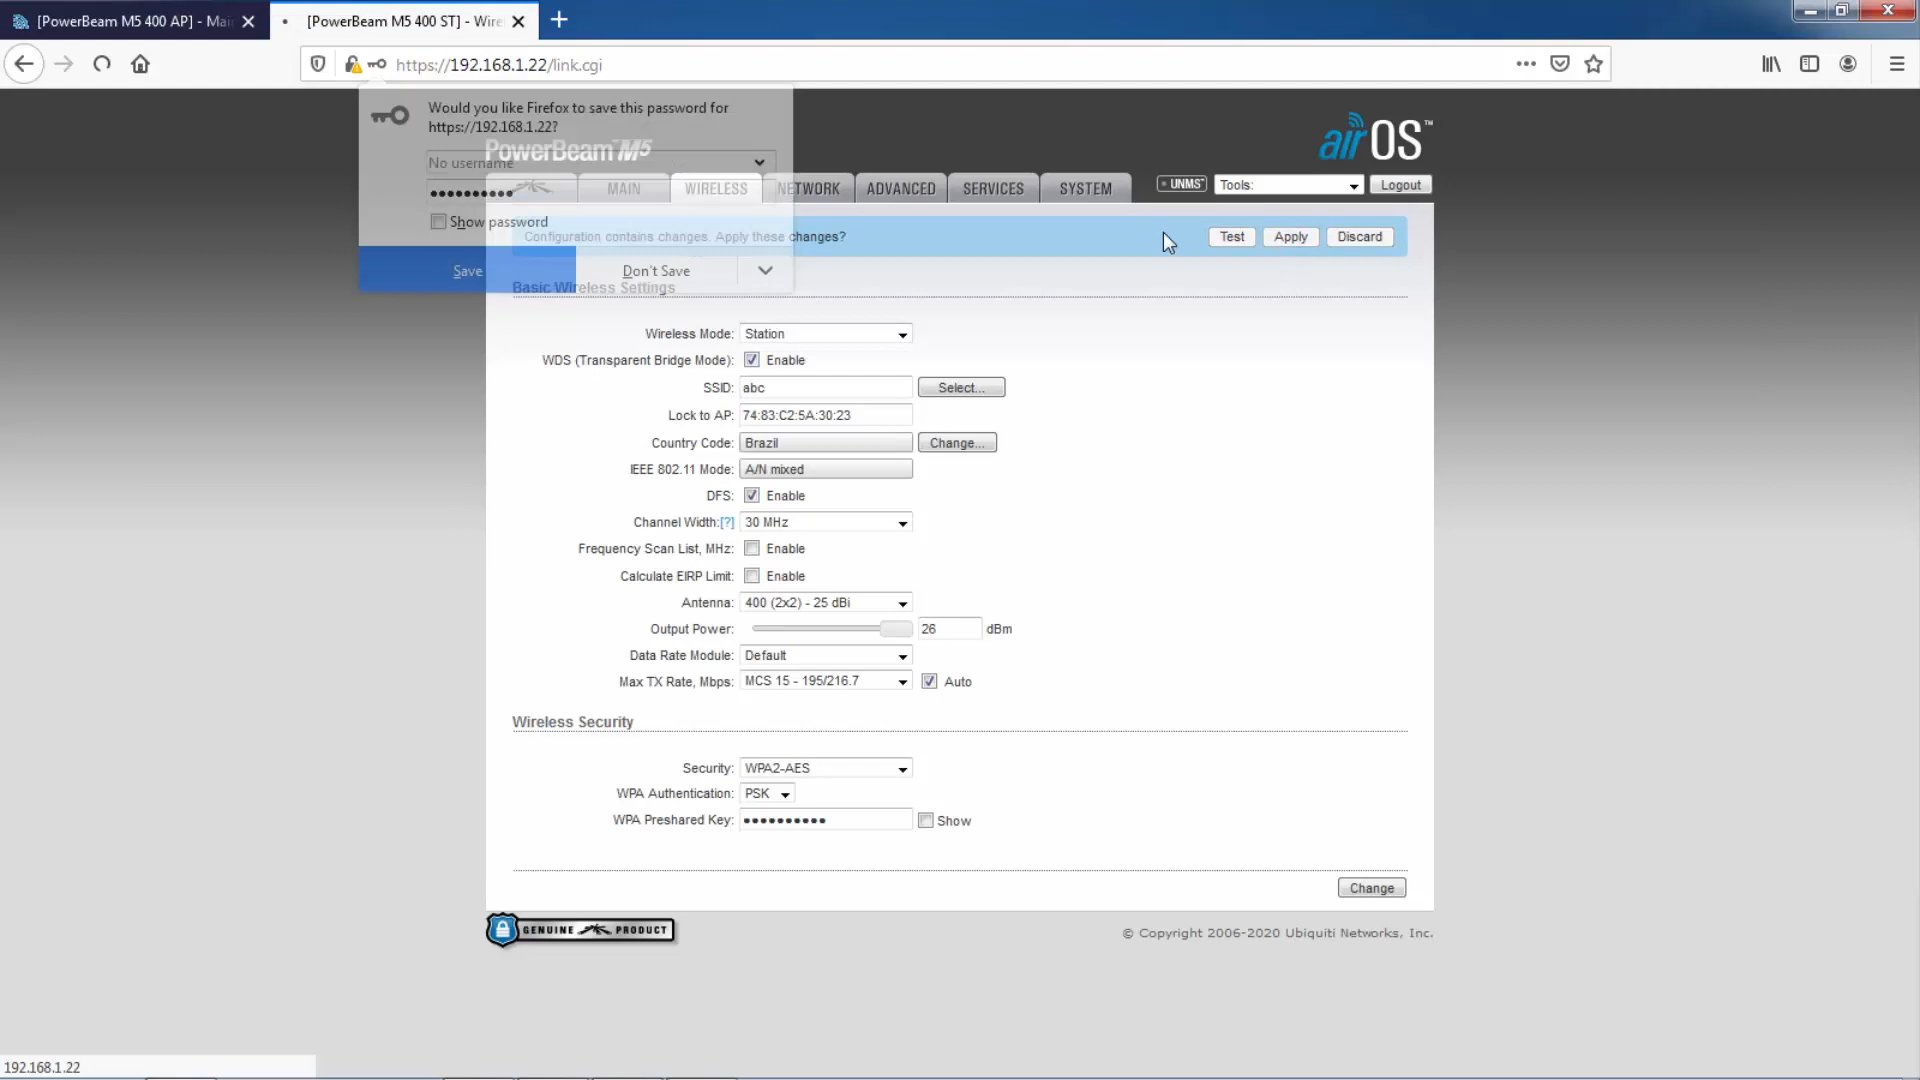 [PowerBeam M5 400 AP] - Mai
[PowerBeam M5 400 ST] - Wire
https://192.168.1.22/link.cgi
Would you like Firefox to save this password for
https://192.168.1.22?
No username
••••••••••
Show password
Save
Don't Save
PowerBeam™ M5
airOS™
MAIN
WIRELESS
NETWORK
ADVANCED
SERVICES
SYSTEM
UNMS™
Tools:
Logout
Configuration contains changes. Apply these changes?
Test
Apply
Discard
Basic Wireless Settings
Wireless Mode: Station
WDS (Transparent Bridge Mode): Enable
SSID: abc Select...
Lock to AP: 74:83:C2:5A:30:23
Country Code: Brazil Change...
IEEE 802.11 Mode: A/N mixed
DFS: Enable
Channel Width:[?] 30 MHz
Frequency Scan List, MHz: Enable
Calculate EIRP Limit: Enable
Antenna: 400 (2x2) - 25 dBi
Output Power: 26 dBm
Data Rate Module: Default
Max TX Rate, Mbps: MCS 15 - 195/216.7 Auto
Wireless Security
Security: WPA2-AES
WPA Authentication: PSK
WPA Preshared Key: •••••••••• Show
Change
GENUINE PRODUCT
© Copyright 2006-2020 Ubiquiti Networks, Inc.
192.168.1.22